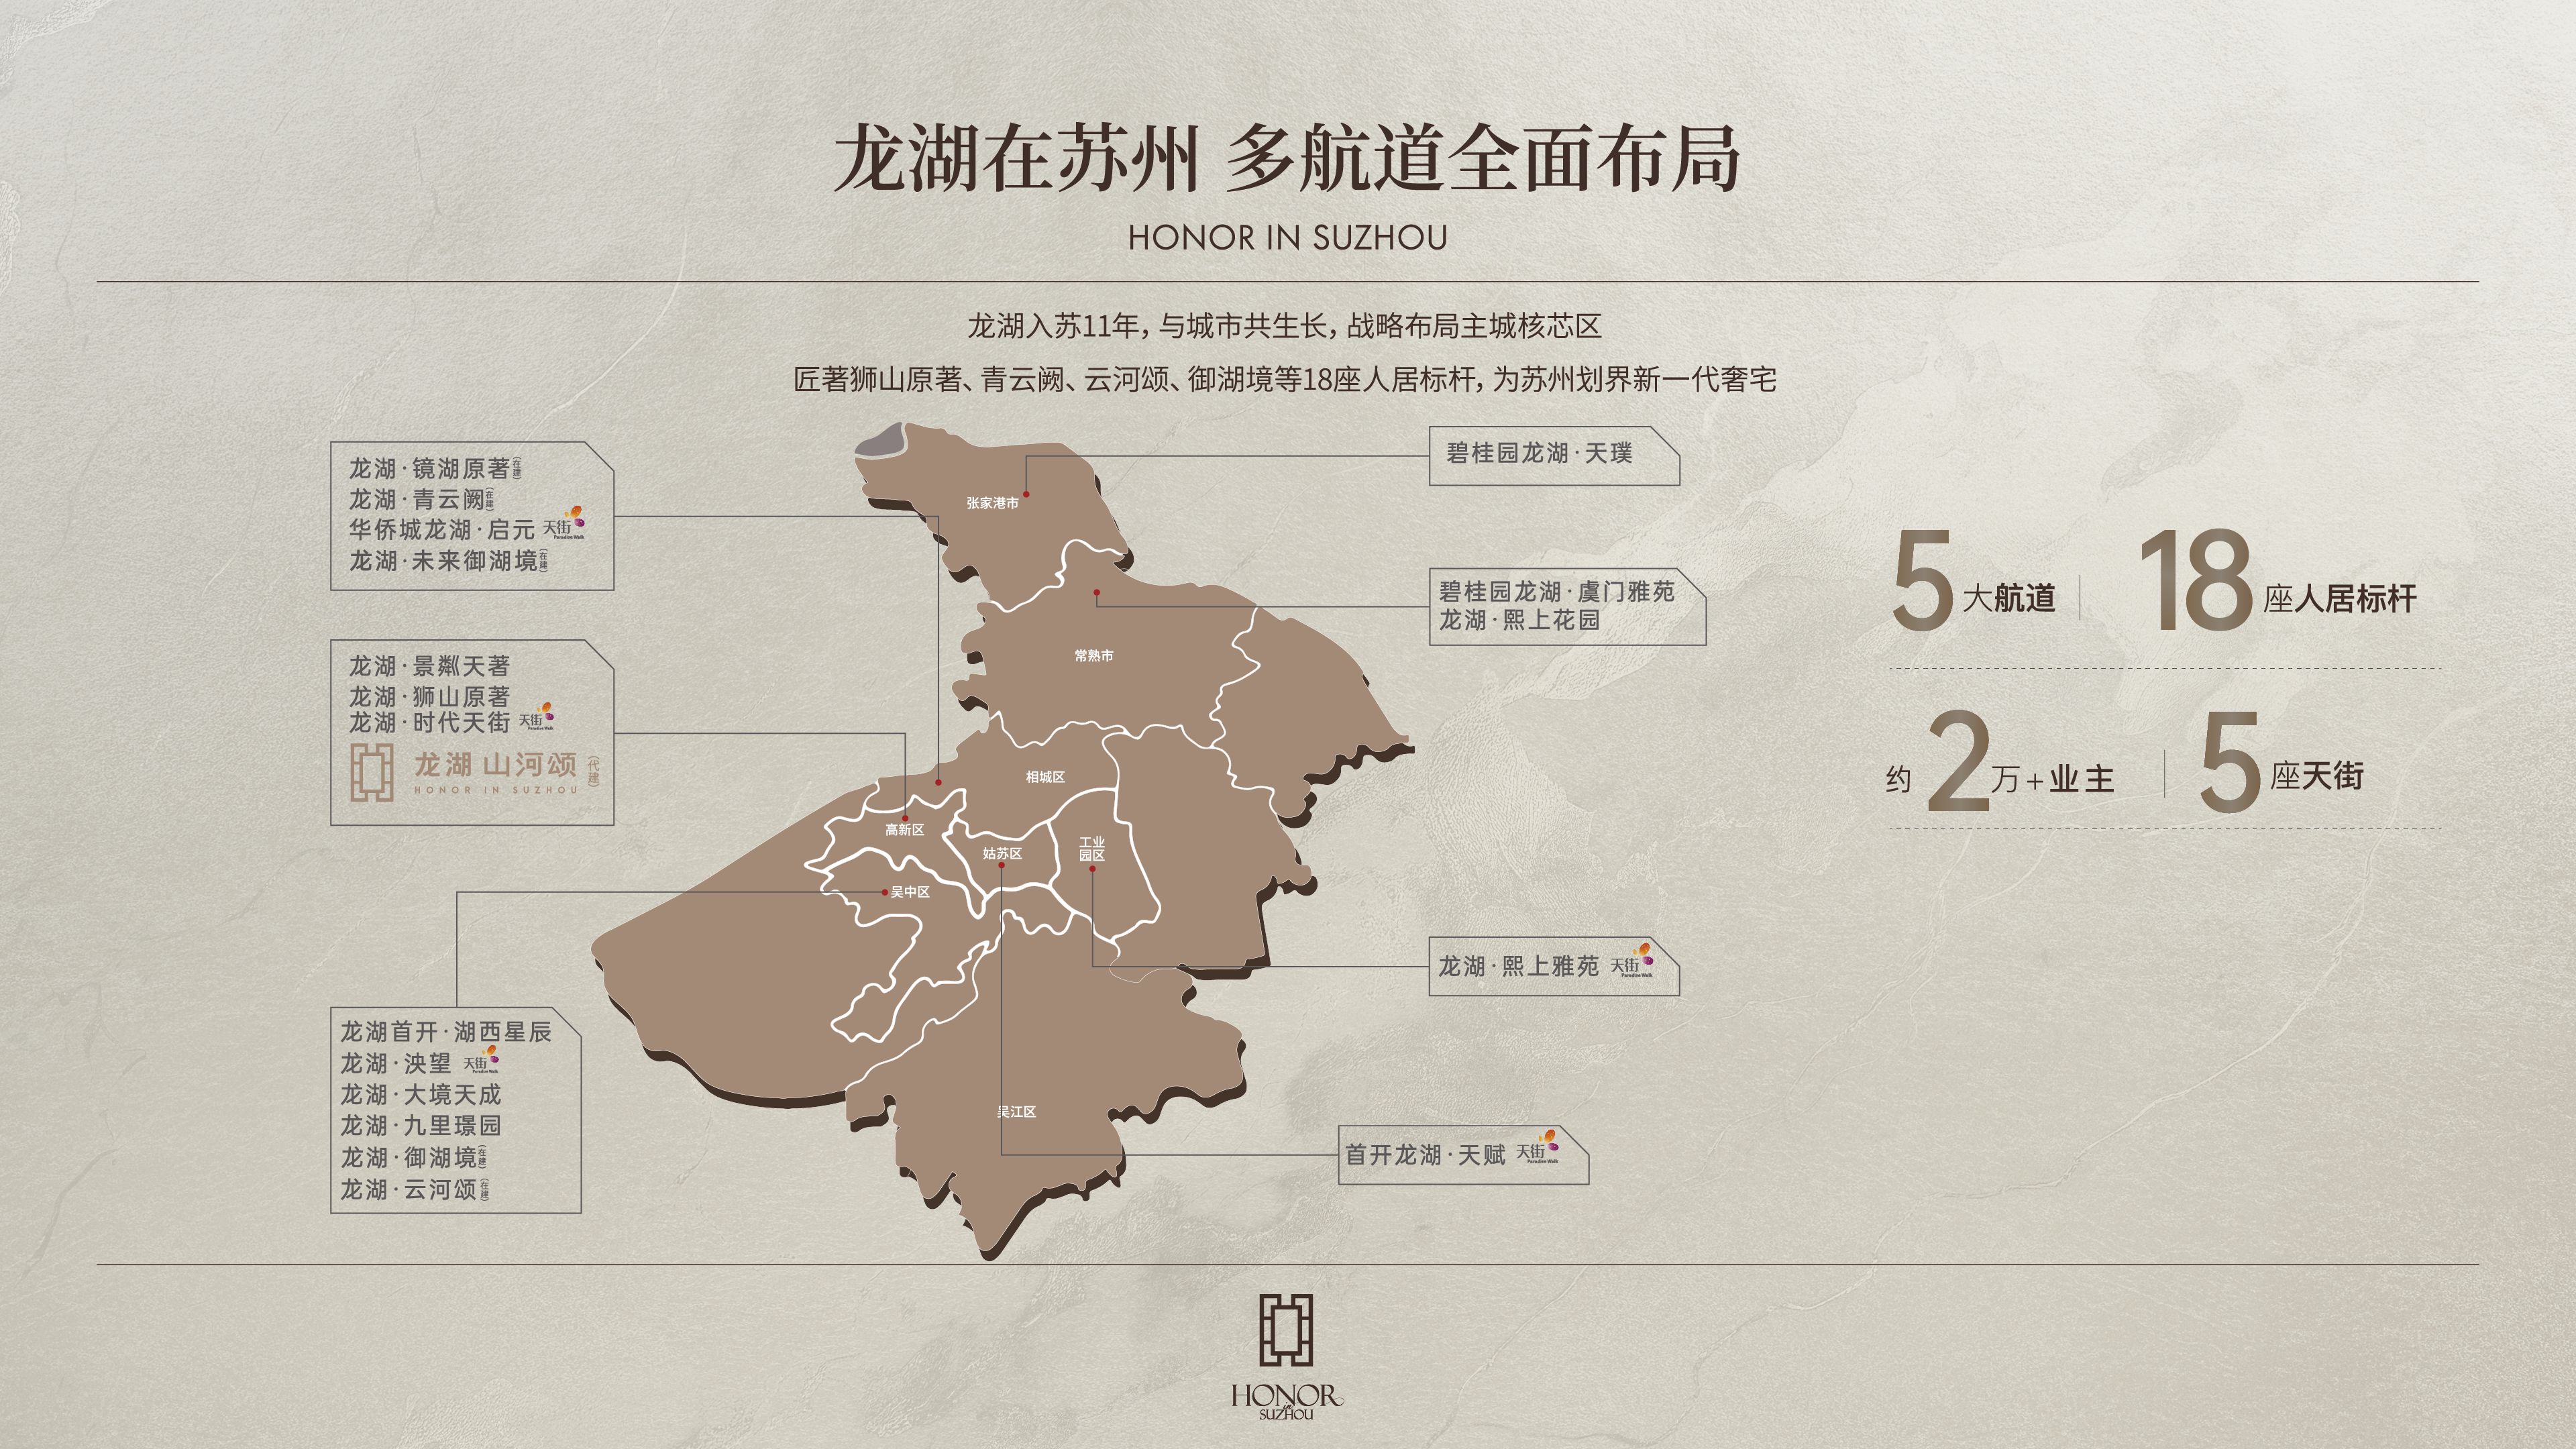 龙湖在苏州 多航道全面布局
HONOR IN SUZHOU
龙湖入苏11年，与城市共生长，战略布局主城核芯区
匠著狮山原著、青云阙、云河颂、御湖境等18座人居标杆，为苏州划界新一代奢宅
龙湖·镜湖原著(在建)
龙湖·青云阙(在建)
华侨城龙湖·启元 天街 Paradise Walk
龙湖·未来御湖境(在建)
龙湖·景粼天著
龙湖·狮山原著
龙湖·时代天街 天街
龙湖 山河颂 (代建)
HONOR IN SUZHOU
龙湖首开·湖西星辰
龙湖·泱望 天街
龙湖·大境天成
龙湖·九里璟园
龙湖·御湖境(在建)
龙湖·云河颂(在建)
张家港市
常熟市
相城区
高新区
姑苏区
工业
园区
吴中区
吴江区
碧桂园龙湖·天璞
碧桂园龙湖·虞门雅苑
龙湖·熙上花园
龙湖·熙上雅苑 天街 Paradise Walk
首开龙湖·天赋 天街 Paradise Walk
5大航道
18座人居标杆
约2万+业主
5座天街
HONOR
in
SUZHOU